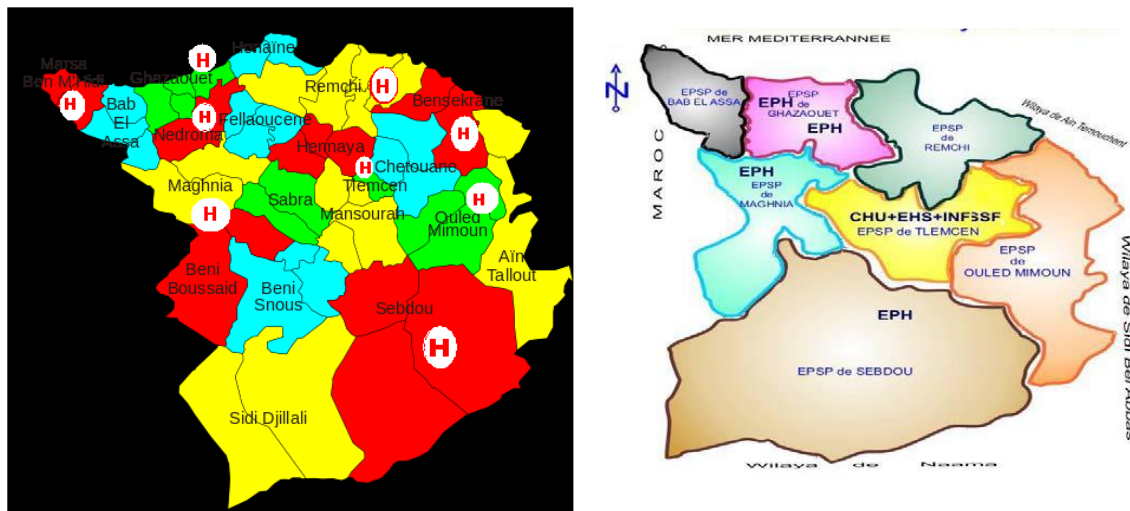 Honaïne
H
Marsa
Ben M'Hidi
Ghazaouet
Remchi
H
H
Bab
El
Assa
Bensekrane
H
Nedroma
Fellaoucene
H
Hennaya
H
Chetouane
Maghnia
Sabra
Tlemcen
H
H
Mansourah
Ouled
Mimoun
Aïn
Tallout
Beni
Boussaid
Beni
Snous
Sebdou
H
Sidi Djillali
MER MEDITERRANNEE
N
MAROC
EPSP de
BAB EL ASSA
EPSP
de
EPH
GHAZAOUET
EPH
EPSP
de
REMCHI
Wilaya de Ain Temouchent
EPH
EPSP
de
MAGHNIA
CHU+EHS+INFSSF
EPSP de TLEMCEN
EPSP
de
OULED MIMOUN
EPH
EPSP de SEBDOU
Wilaya de Sidi Bel Abbas
Wilaya de Naama